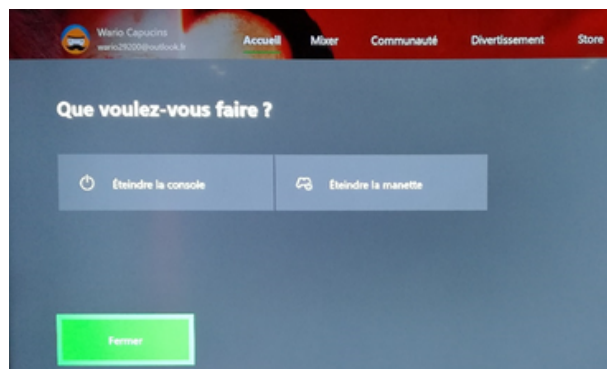 Wario Capucins
wario29200@outlook.fr
Accueil Mixer Communauté Divertissement Store
Que voulez-vous faire ?
Éteindre la console Éteindre la manette
Fermer